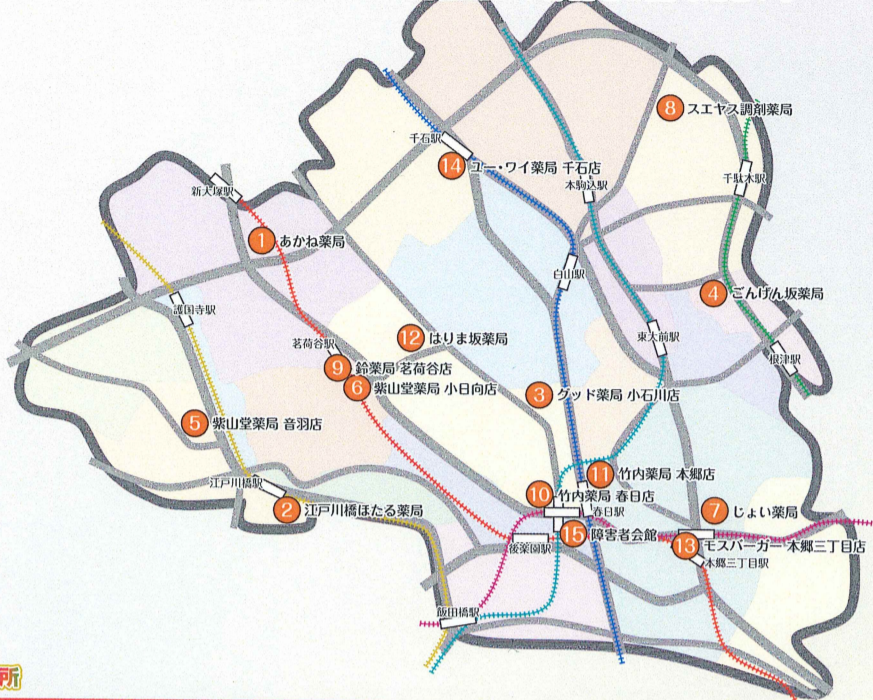 8 スエヤス調剤薬局
千石駅
14 ユー・ワイ薬局 千石店
本駒込駅
千駄木駅
新大塚駅
1 あかね薬局
白山駅
4 ごんげん坂薬局
護国寺駅
12 はりま坂薬局
東大前駅
茗荷谷駅
根津駅
9 鈴薬局 茗荷谷店
6 紫山堂薬局 小日向店
3 グッド薬局 小石川店
5 紫山堂薬局 音羽店
11 竹内薬局 本郷店
江戸川橋駅
10 竹内薬局 春日店
2 江戸川橋ほたる薬局
春日駅
7 じょい薬局
15 障害者会館
後楽園駅
13 モスバーガー 本郷三丁目店
本郷三丁目駅
飯田橋駅
所